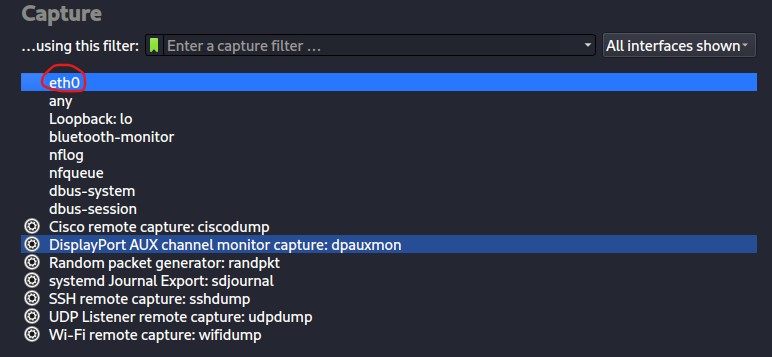 Capture
...using this filter: Enter a capture filter ... All interfaces shown
eth0
any
Loopback: lo
bluetooth-monitor
nflog
nfqueue
dbus-system
dbus-session
Cisco remote capture: ciscodump
DisplayPort AUX channel monitor capture: dpauxmon
Random packet generator: randpkt
systemd Journal Export: sdjournal
SSH remote capture: sshdump
UDP Listener remote capture: udpdump
Wi-Fi remote capture: wifidump